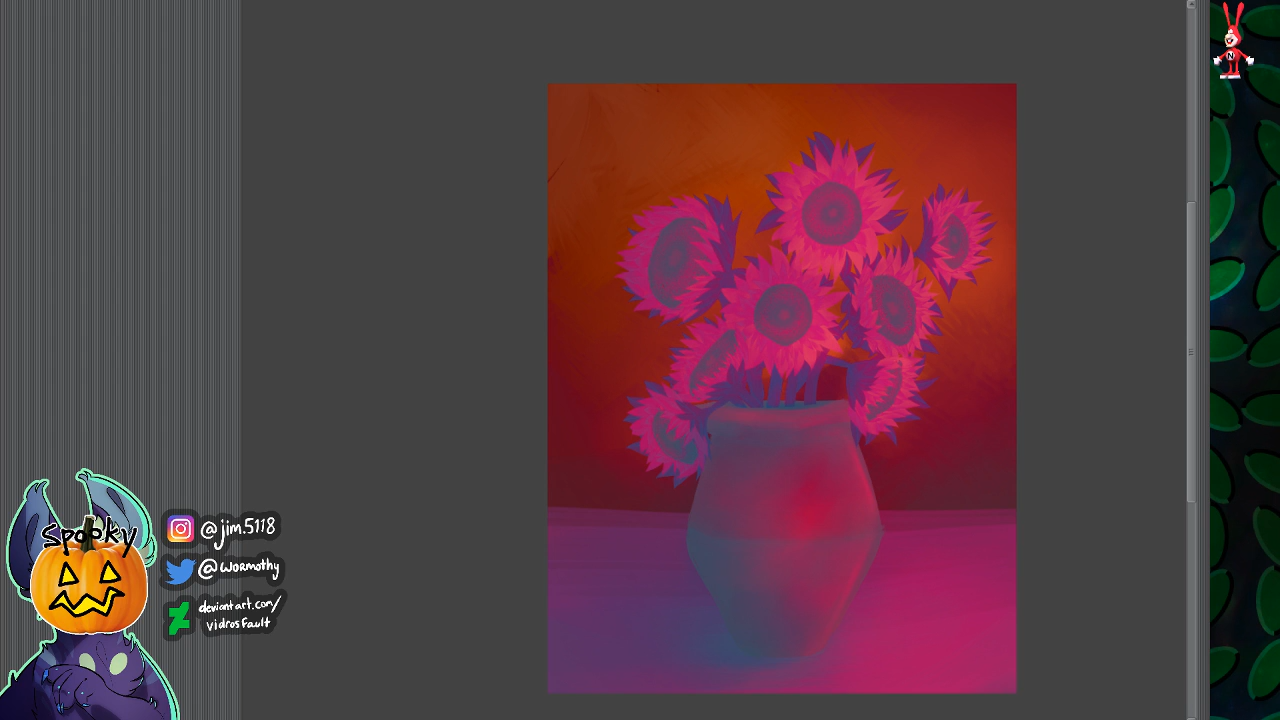 N
Spooky
@jim.5118
@Wormothy
deviantart.com/
vidrosfault